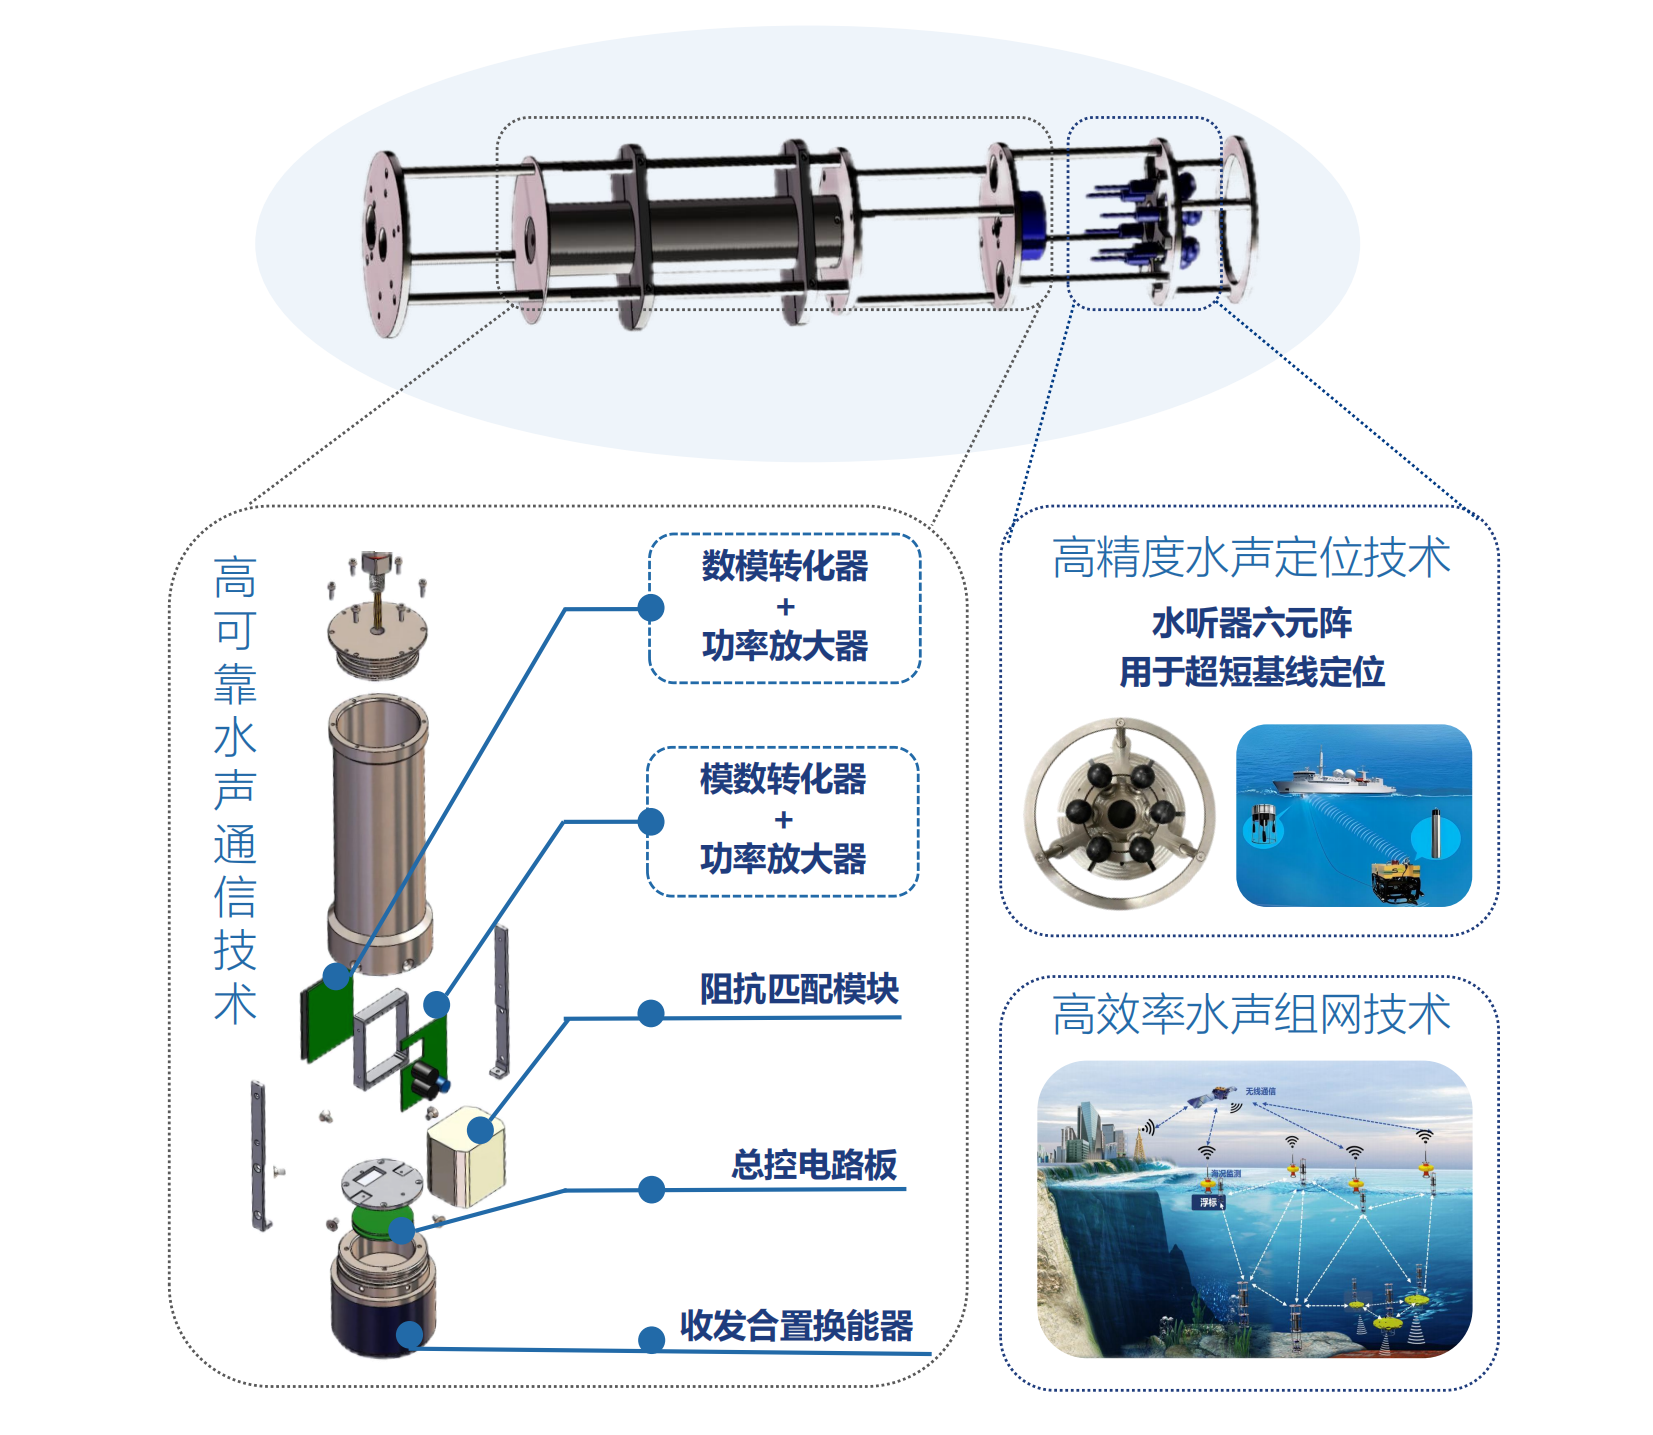 高可靠水声通信技术
数模转化器
+
功率放大器
模数转化器
+
功率放大器
阻抗匹配模块
总控电路板
收发合置换能器
高精度水声定位技术
水听器六元阵
用于超短基线定位
高效率水声组网技术
无线通信
海况监测
浮标